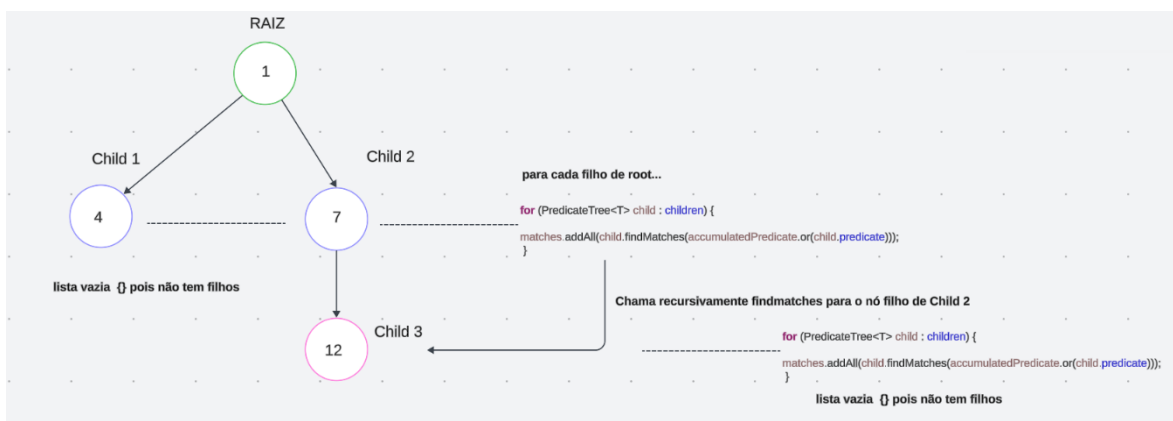 RAIZ
1
Child 1
Child 2
4
7
para cada filho de root...
for (PredicateTree<T> child : children) {
matches.addAll(child.findMatches(accumulatedPredicate.or(child.predicate)));
}
lista vazia {} pois não tem filhos
Chama recursivamente findmatches para o nó filho de Child 2
Child 3
12
for (PredicateTree<T> child : children) {
matches.addAll(child.findMatches(accumulatedPredicate.or(child.predicate)));
}
lista vazia {} pois não tem filhos